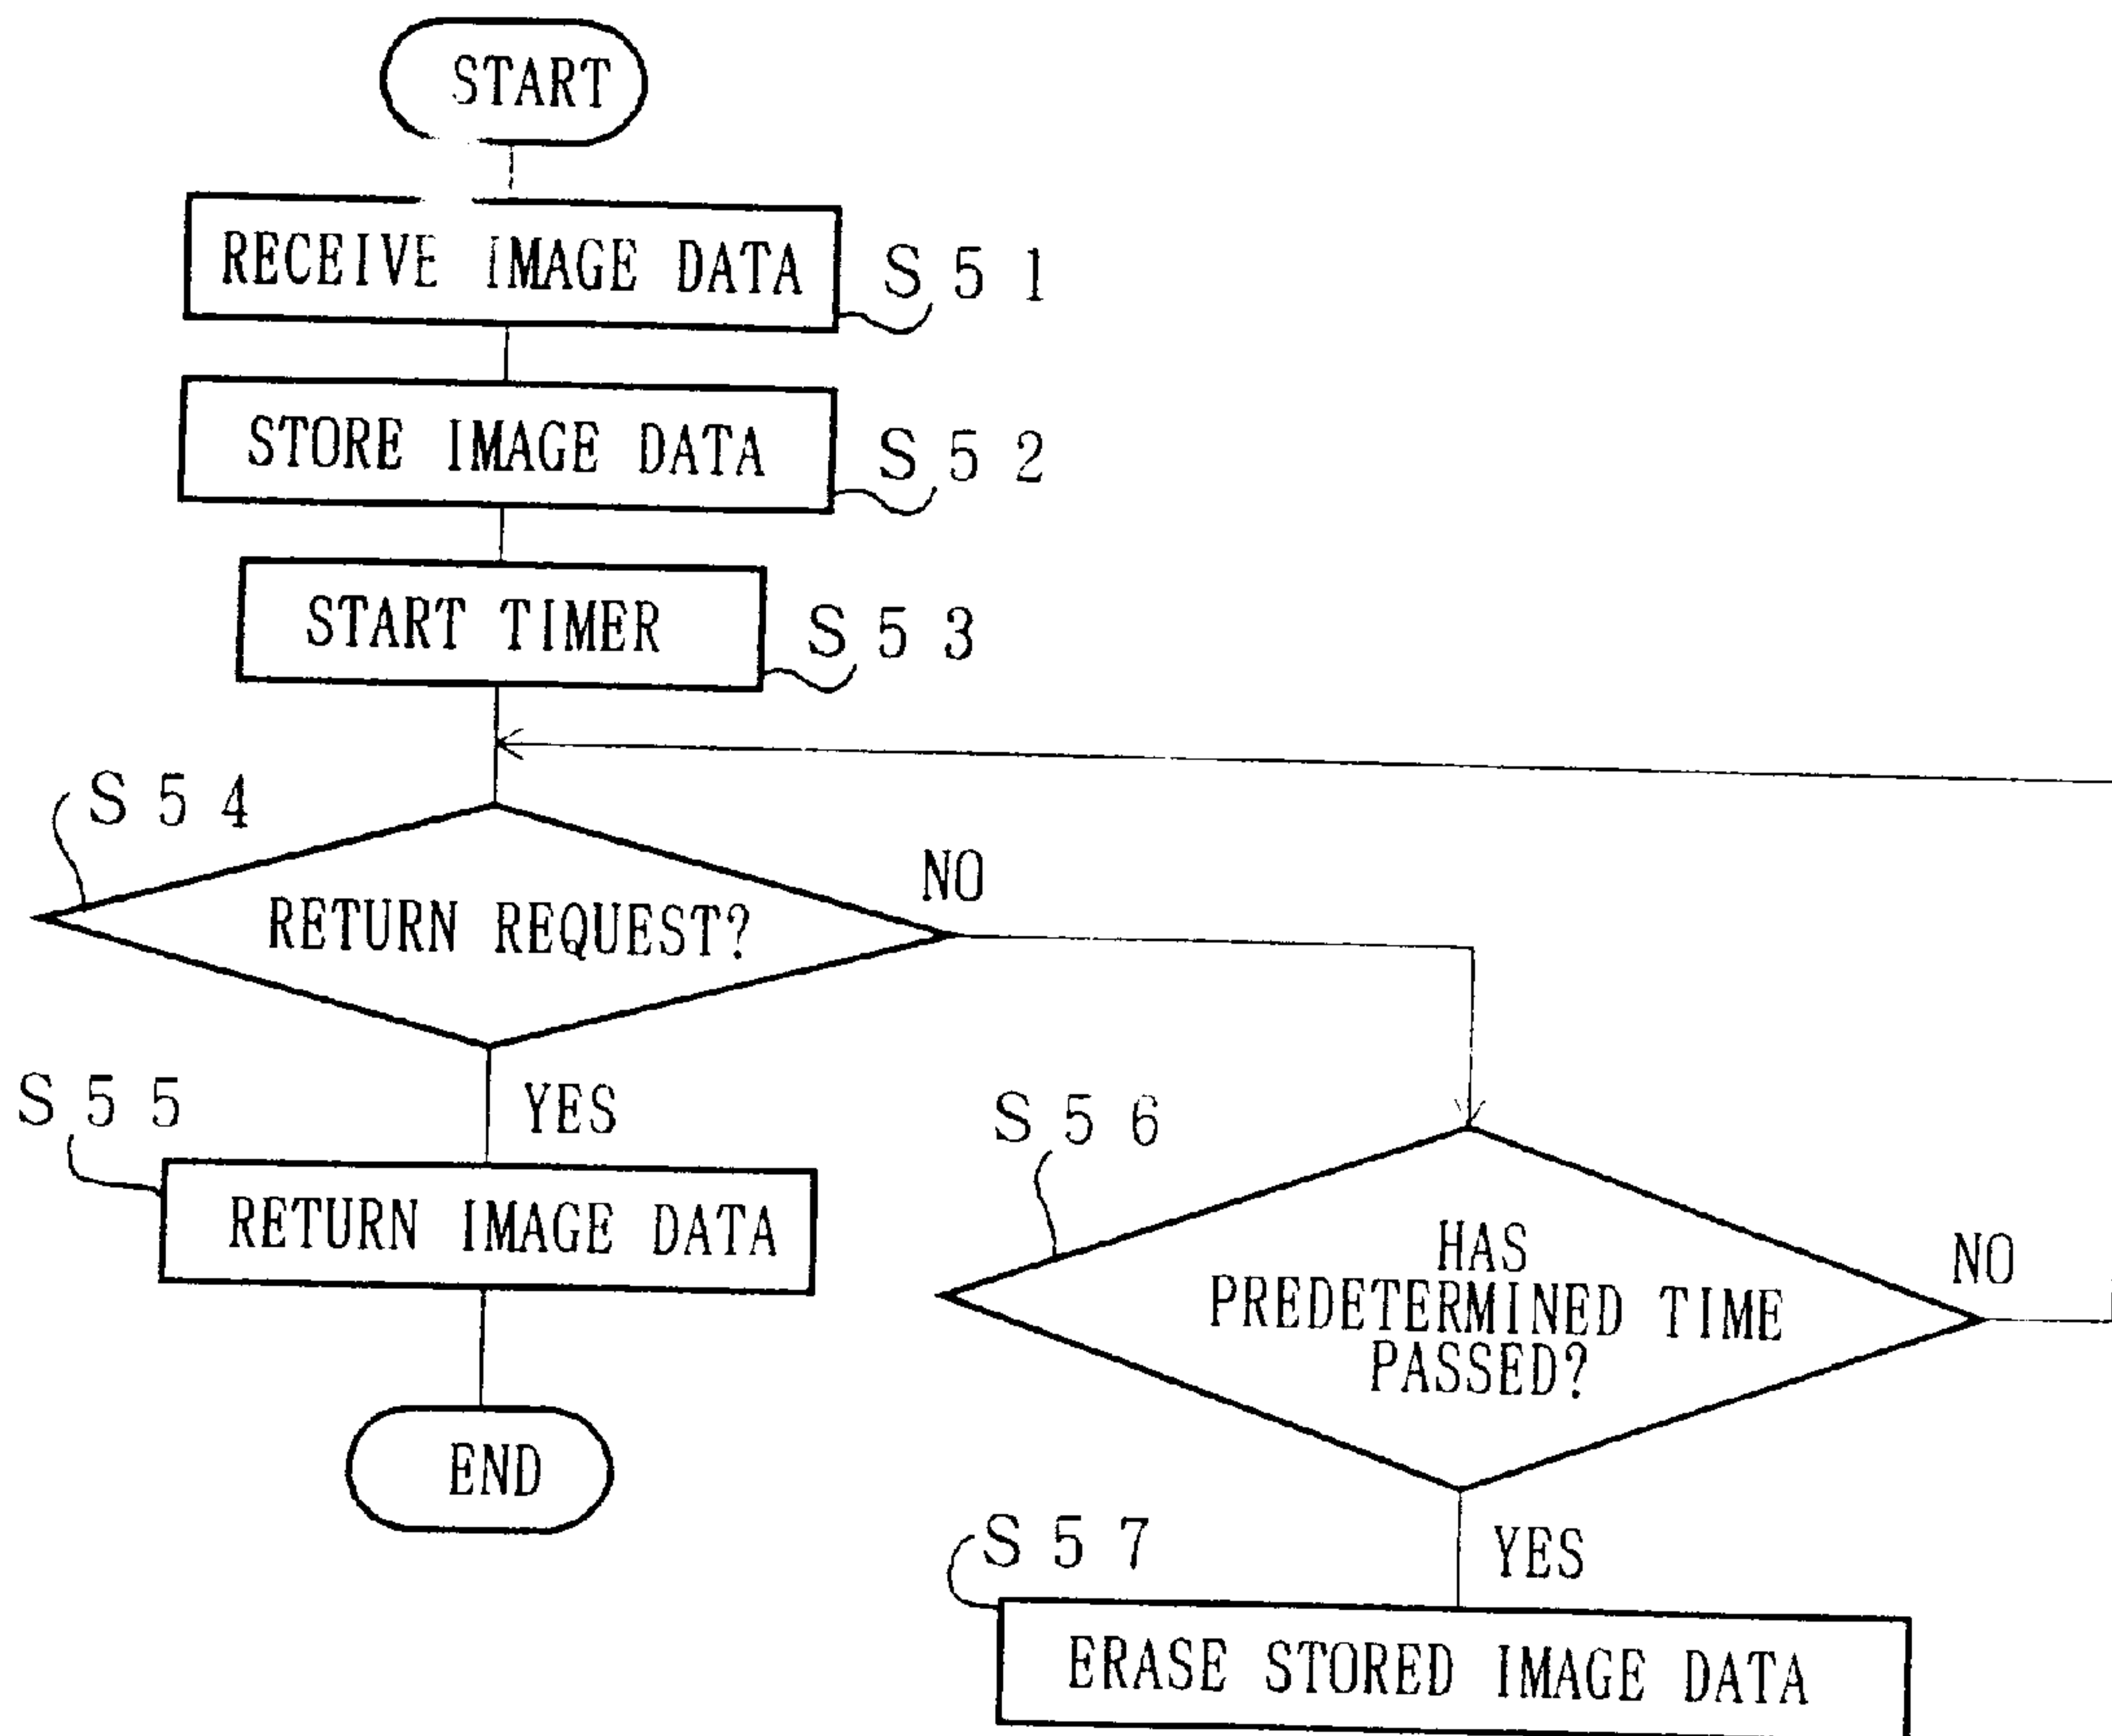 START
RECEIVE IMAGE DATA
S51
STORE IMAGE DATA
S52
START TIMER
S53
S54
RETURN REQUEST?
NO
YES
S55
RETURN IMAGE DATA
END
S56
HAS
PREDETERMINED TIME
PASSED?
NO
YES
S57
ERASE STORED IMAGE DATA